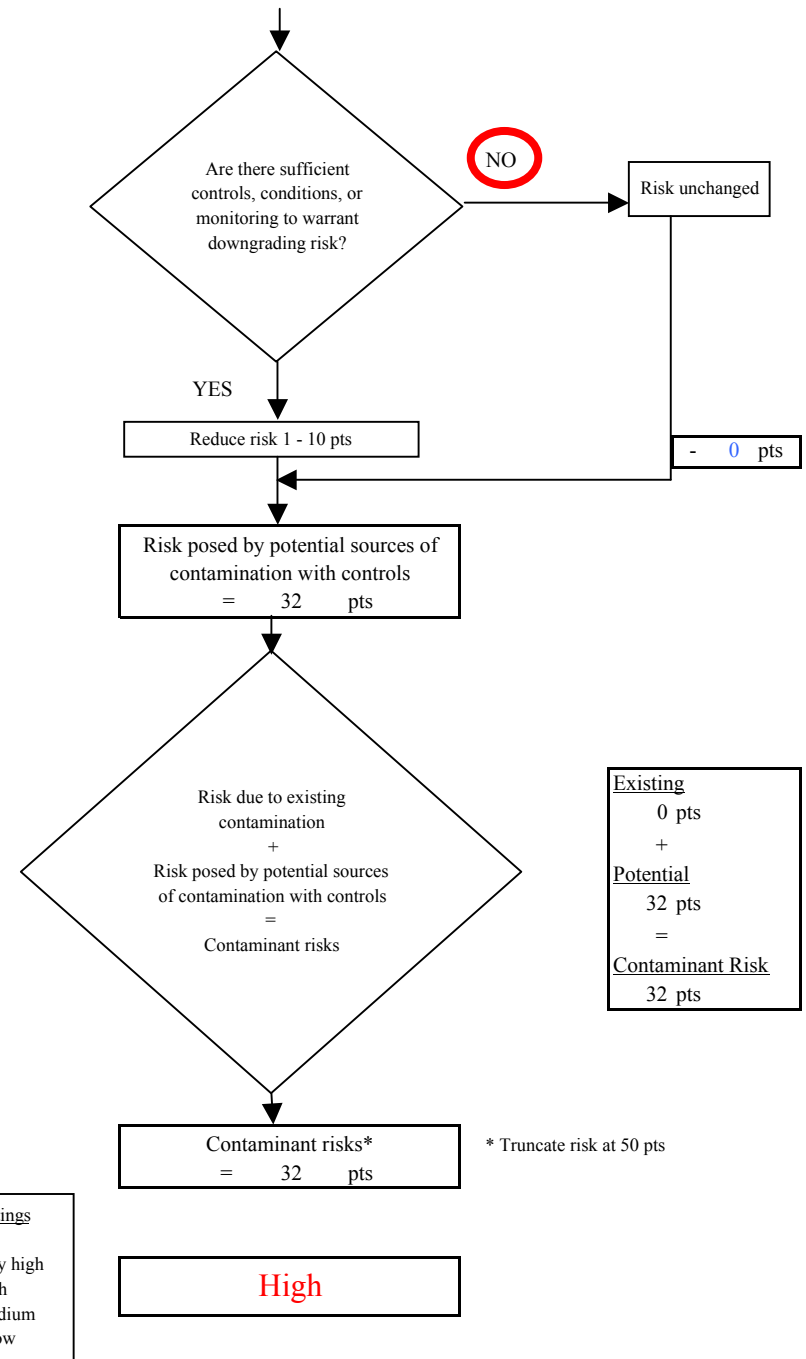 Are there sufficient
controls, conditions, or
monitoring to warrant
downgrading risk?
NO
Risk unchanged
YES
Reduce risk 1 - 10 pts
- 0 pts
Risk posed by potential sources of
contamination with controls
= 32 pts
Risk due to existing
contamination
+
Risk posed by potential sources
of contamination with controls
=
Contaminant risks
Existing
0 pts
+
Potential
32 pts
=
Contaminant Risk
32 pts
Contaminant risks*
= 32 pts
* Truncate risk at 50 pts
high
High